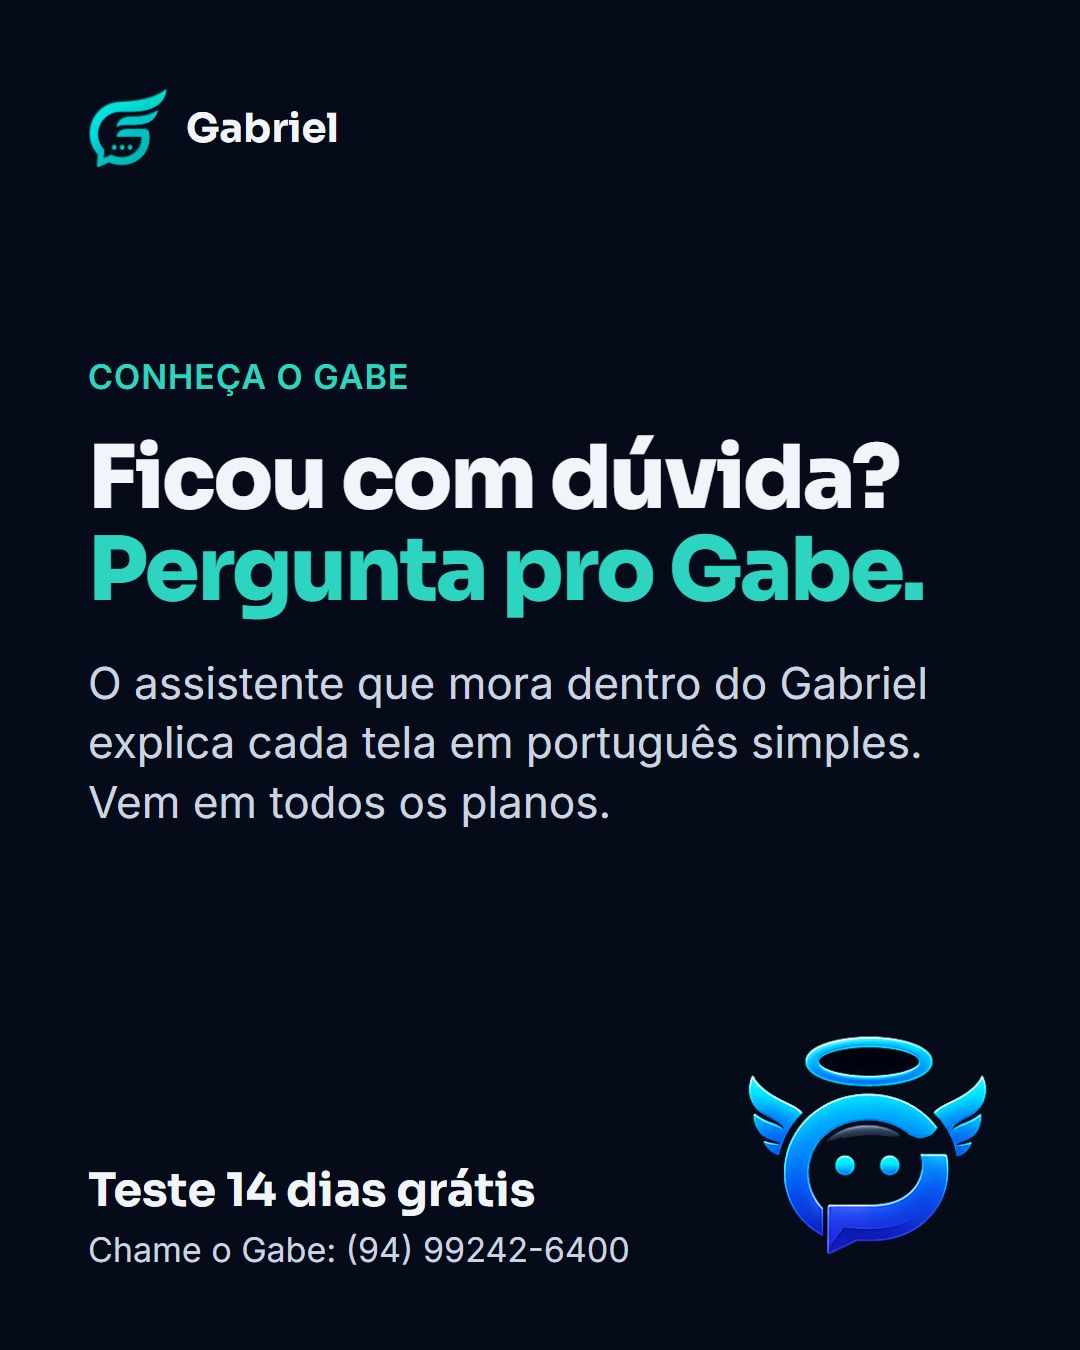 Gabriel
CONHEÇA O GABE
Ficou com dúvida?
Pergunta pro Gabe.
O assistente que mora dentro do Gabriel
explica cada tela em português simples.
Vem em todos os planos.
Teste 14 dias grátis
Chame o Gabe: (94) 99242-6400